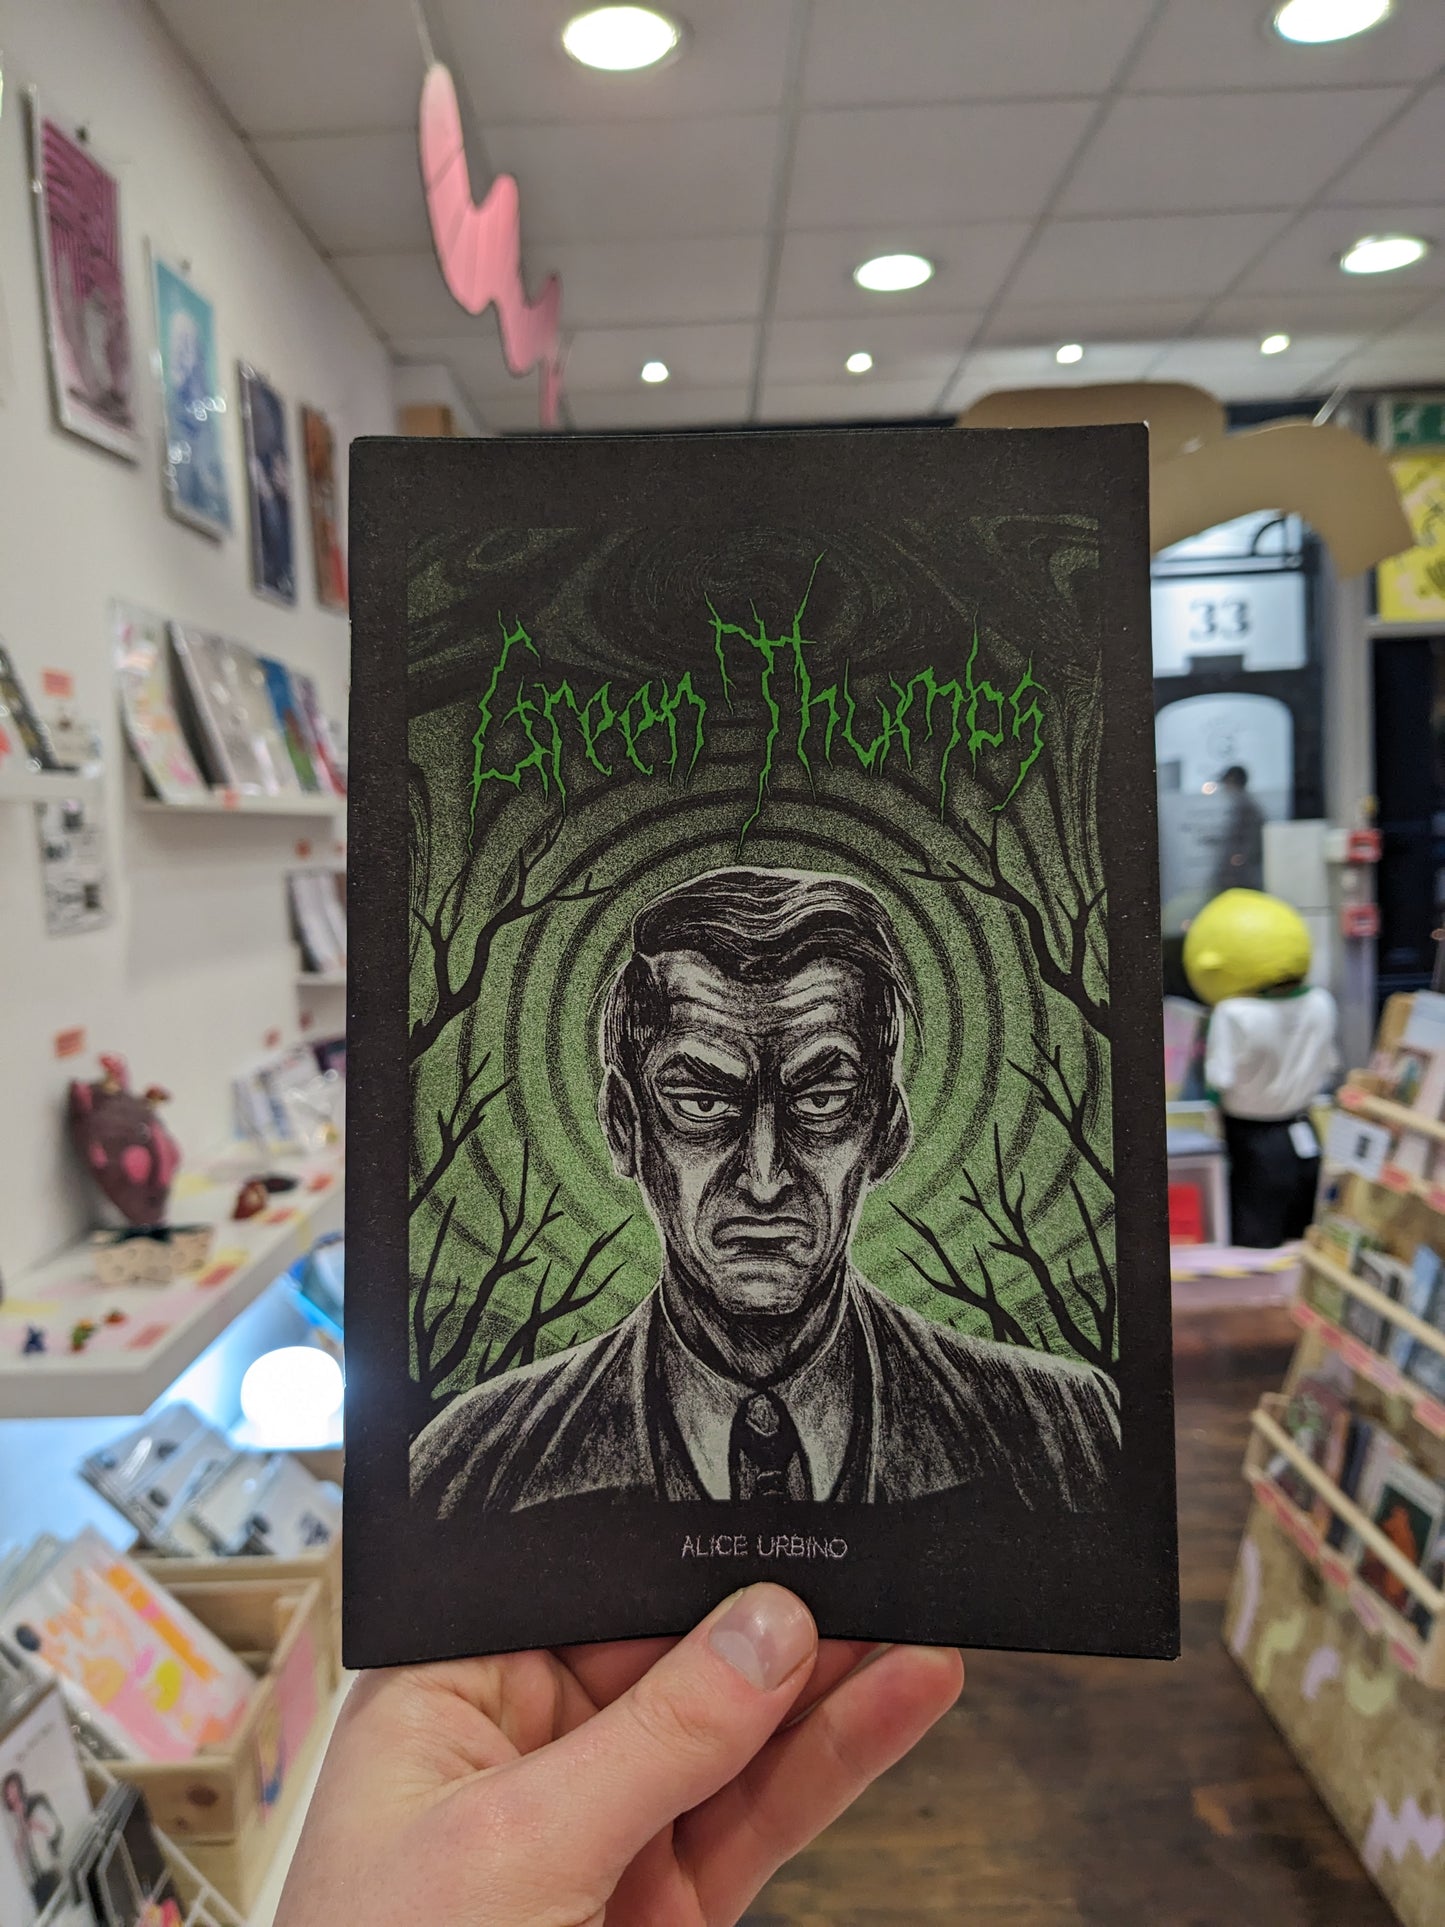 Green Thumbs
33
ALICE URBINO